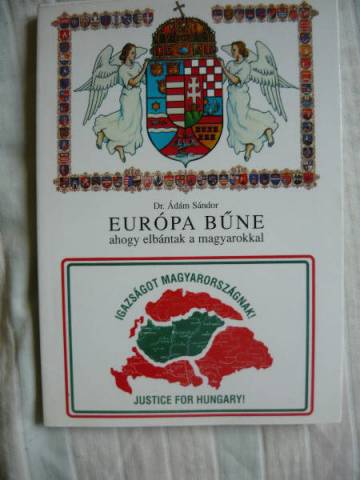 Dr. Ádám Sándor
EURÓPA BŰNE
ahogy elbántak a magyarokkal
IGAZSÁGOT MAGYARORSZÁGNAK!
JUSTICE FOR HUNGARY!